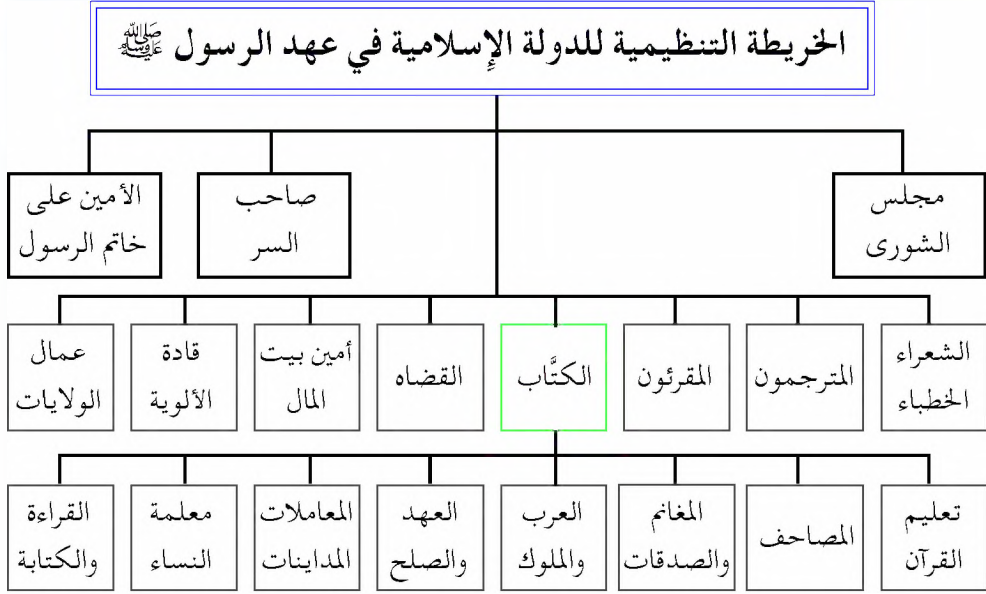 الخريطة التنظيمية للدولة الإِسلامية في عهد الرسول ﷺ
مجلس
الشورى
صاحب
السر
الأمين على
خاتم الرسول
الشعراء
الخطباء
المترجمون
المقرئون
الكتَّاب
القضاه
أمين بيت
المال
قادة
الألوية
عمال
الولايات
تعليم
القرآن
المصاحف
المغانم
والصدقات
العرب
والملوك
العهد
والصلح
المعاملات
المداينات
معلمة
النساء
القراءة
والكتابة